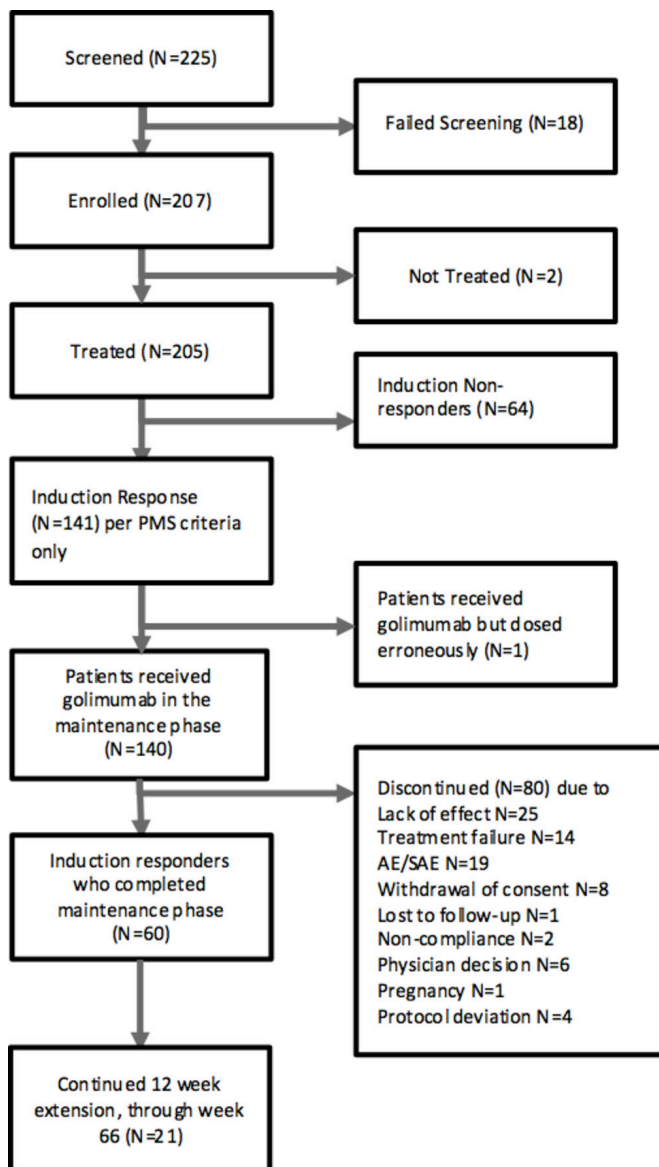 Screened (N=225)
Failed Screening (N=18)
Enrolled (N=207)
Not Treated (N=2)
Treated (N=205)
Induction Non-
responders (N=64)
Induction Response
(N=141) per PMS criteria
only
Patients received
golimumab but dosed
erroneously (N=1)
Patients received
golimumab in the
maintenance phase
(N=140)
Discontinued (N=80) due to
Lack of effect N=25
Treatment failure N=14
AE/SAE N=19
Withdrawal of consent N=8
Lost to follow-up N=1
Non-compliance N=2
Physician decision N=6
Pregnancy N=1
Protocol deviation N=4
Induction responders
who completed
maintenance phase
(N=60)
Continued 12 week
extension, through week
66 (N=21)